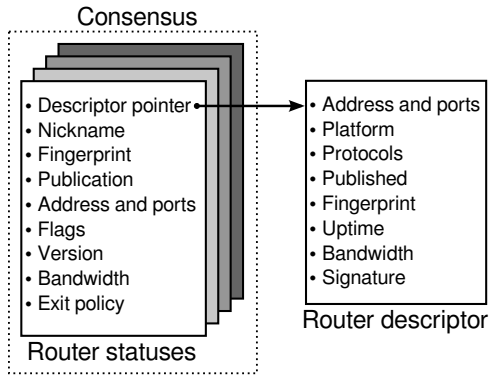 Consensus
• Descriptor pointer
• Nickname
• Fingerprint
• Publication
• Address and ports
• Flags
• Version
• Bandwidth
• Exit policy
Router statuses
• Address and ports
• Platform
• Protocols
• Published
• Fingerprint
• Uptime
• Bandwidth
• Signature
Router descriptor